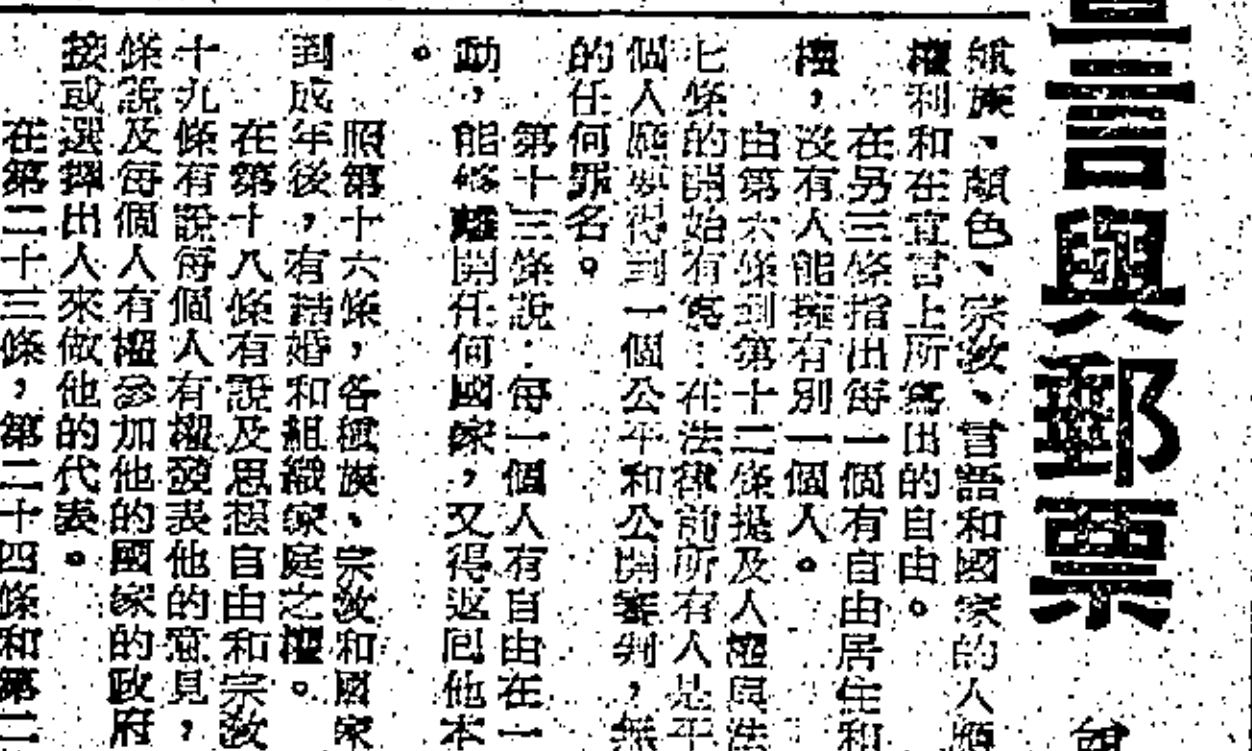 言與郵票
種族、顏色、宗教、言語和國家的人應
權利和在宣言上所寫出的自由。
在另三條指出每一個有自由居住和
權,沒有人能擁有別一個人。
由第六條到第十二條提及人權與法
七條的開始有寫:在法律前所有人是平
個人應要得到一個公平和公開審判,無
的任何罪名。
第十三條說:每一個人有自由在一
動,能够離開任何國家,又得返回他本
。
照第十六條,各種族、宗教和國家
到成年後,有結婚和組織家庭之權。
在第十八條有說及思想自由和宗教
十九條有說每個人有權發表他的意見,
條說及每個人有權參加他的國家的政府
接或選擇出人來做他的代表。
在第二十三條,第二十四條和第二